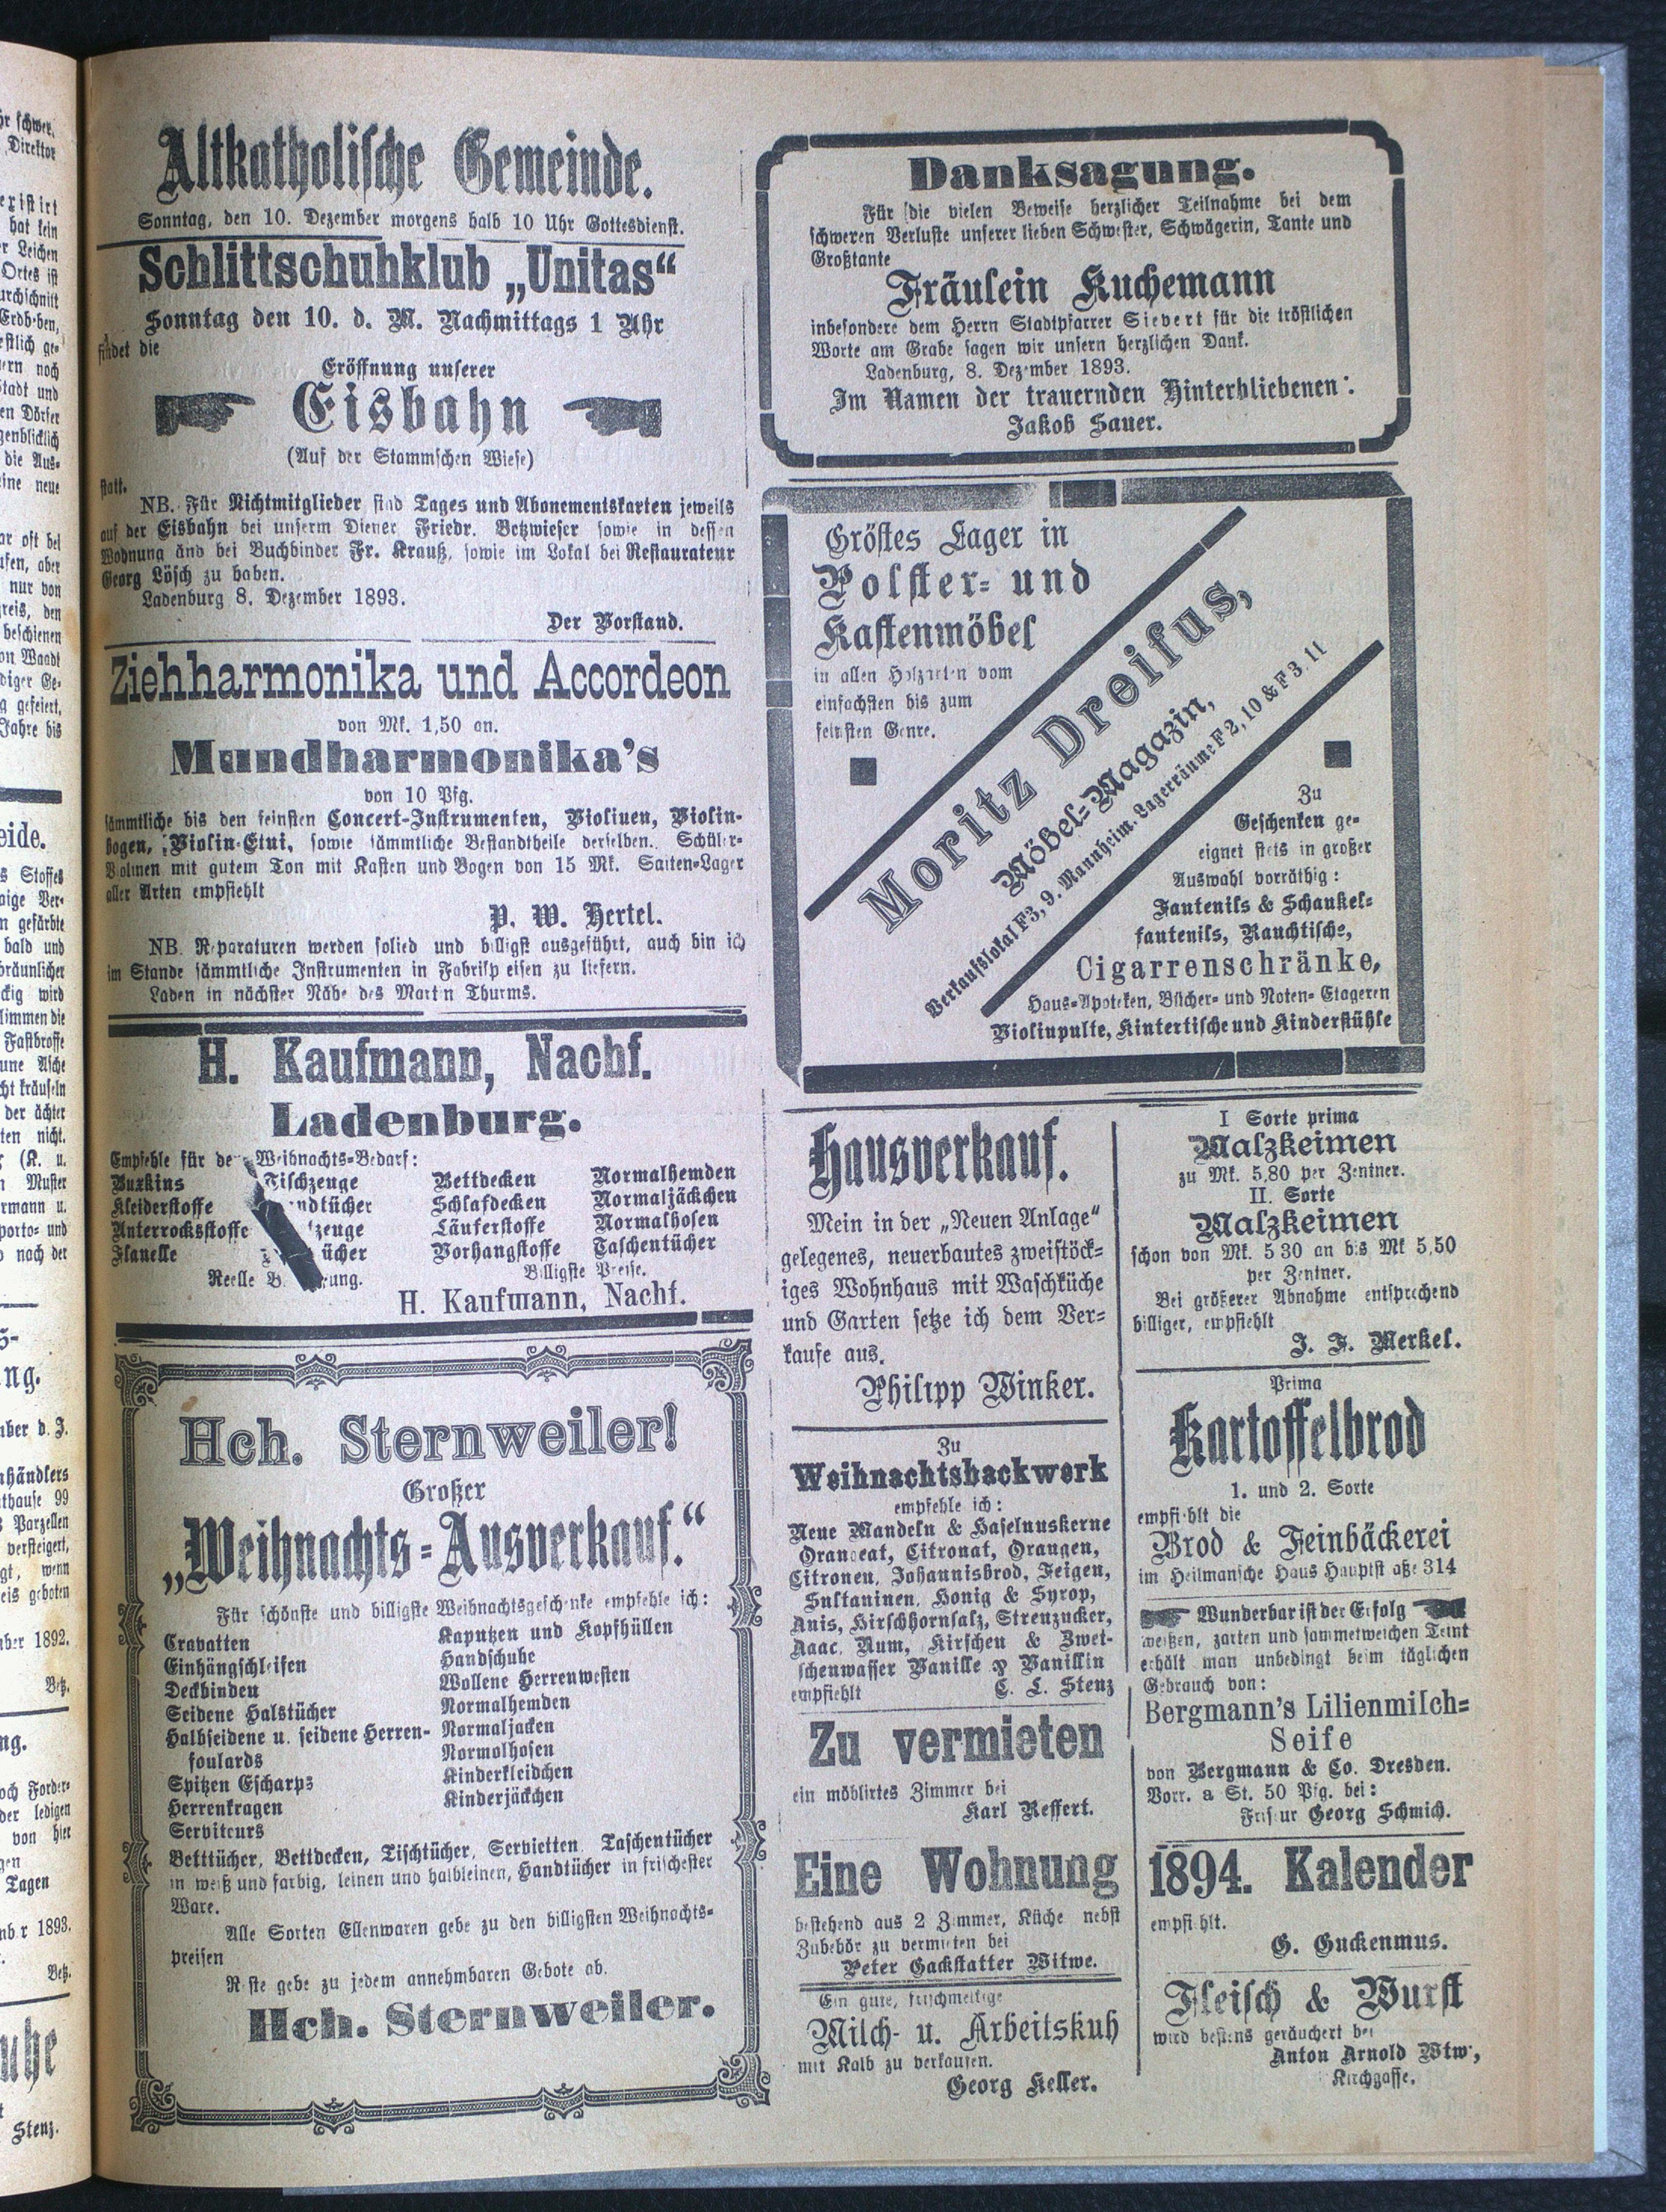 Altkatholische Gemeinde.
Sonntag, den 10. Dezember morgens halb 10 Uhr Gottesdienst.
Schlittschuhklub „Unitas“
Sonntag den 10. d. M. Nachmittags 1 Uhr
findet die
Eröffnung unserer
Eisbahn
(Auf der Stammschen Wiese)
statt.
NB. Für Nichtmitglieder sind Tages und Abonementskarten jeweils
auf der Eisbahn bei unserm Diener Friedr. Betzwieser sowie in dessen
Wohnung änd bei Buchbinder Fr. Krauß, sowie im Lokal bei Restaurateur
Georg Lösch zu haben.
Ladenburg 8. Dezember 1893.
Der Vorstand.
Ziehharmonika und Accordeon
von Mk. 1,50 an.
Mundharmonika's
von 10 Pfg.
sämmtliche bis den feinsten Concert-Instrumenten, Violiuen, Violin-
bogen, Violin-Etui, sowie sämmtliche Bestandtheile derselben. Schüler-
Violinen mit gutem Ton mit Kasten und Bogen von 15 Mk. Saiten-Lager
aller Arten empfiehlt
P. W. Hertel.
NB. Reparaturen werden solied und billigst ausgeführt, auch bin ich
im Stande sämmtliche Instrumenten in Fabrikpreisen zu liefern.
Laden in nächster Nähe des Martin Thurms.
H. Kaufmann, Nachf.
Ladenburg.
Empfehle für den Weihnachts-Bedarf:
Buxkins Tischzeuge Bettdecken Normalhemden
Kleiderstoffe ndtücher Schlafdecken Normaljäckchen
Unterrocksstoffe zeuge Läuferstoffe Normalhosen
Flanelle ücher Vorhangstoffe Taschentücher
Reelle B rung. Billigste Preise.
H. Kaufmann, Nachf.
Hch. Sternweiler!
Großer
„Weihnachts-Ausverkauf.“
Für schönste und billigste Weihnachtsgeschenke empfehle ich:
Cravatten
Einhängschleifen
Deckbinden
Seidene Halstücher
Halbseidene u. seidene Herren-
foulards
Spitzen Escharps
Herrenkragen
Serviteurs
Kaputzen und Kopfhüllen
Handschuhe
Wollene Herrenwesten
Normalhemden
Normaljacken
Normolhosen
Kinderkleidchen
Kinderjäckchen
Betttücher, Bettdecken, Tischtücher, Servietten Taschentücher
in weiß und farbig, leinen und halbleinen, Handtücher in frischester
Ware.
Alle Sorten Ellenwaren gebe zu den billigsten Weihnachts-
preisen
Reste gebe zu jedem annehmbaren Gebote ab.
Hch. Sternweiler.
Danksagung.
Für die vielen Beweise herzlicher Teilnahme bei dem
schweren Verluste unserer lieben Schwester, Schwägerin, Tante und
Großtante
Fräulein Kuchemann
inbesondere dem Herrn Stadtpfarrer Sievert für die tröstlichen
Worte am Grabe sagen wir unsern herzlichen Dank.
Ladenburg, 8. Dezember 1893.
Im Namen der trauernden Hinterbliebenen:
Jakob Sauer.
Gröstes Lager in
Polster- und
Kastenmöbel
in allen Holzarten vom
einfachsten bis zum
feinsten Genre.
Moritz Dreifus,
Möbel-Magazin,
Verkaufslokal F3, 9. Mannheim. Lagerräume F 2, 10 & F 3. 11
Zu
Geschenken ge-
eignet stets in großer
Auswahl vorräthig:
Fautenils & Schaukel-
fautenils, Rauchtische,
Cigarrenschränke,
Haus-Apoteken, Bücher- und Noten- Etageren
Violinpulte, Kintertische und Kinderstühle
Hausverkauf.
Mein in der „Neuen Anlage“
gelegenes, neuerbautes zweistöck-
iges Wohnhaus mit Waschküche
und Garten setze ich dem Ver-
kaufe aus.
Philipp Winker.
Zu
Weihnachtsbackwerk
empfehle ich:
Neue Mandeln & Haselnuskerne
Orangeat, Citronat, Orangen,
Citronen, Johannisbrod, Feigen,
Sultaninen, Honig & Syrop,
Anis, Hirschhornsalz, Streuzucker,
Aaac, Rum, Kirschen & Zwet-
schenwasser Vanille & Vanillin
empfiehlt C. L. Stenz
Zu vermieten
ein möblirtes Zimmer bei
Karl Reffert.
Eine Wohnung
bestehend aus 2 Zimmer, Küche nebst
Zubehör zu vermieten bei
Peter Gackstatter Witwe.
Ein gute, frischmelkige
Milch- u. Arbeitskuh
mit Kalb zu verkaufen.
Georg Keller.
I Sorte prima
Malzkeimen
zu Mk. 5,80 per Zentner.
II. Sorte
Malzkeimen
schon von Mk. 5 30 an bis Mk 5,50
per Zentner.
Bei größerer Abnahme entsprechend
billiger, empfiehlt
J. F. Merkel.
Prima
Kartoffelbrod
1. und 2. Sorte
empfiehlt die
Brod & Feinbäckerei
im Heilmansche Haus Hauptstraße 314
Wunderbar ist der Erfolg
weißen, zarten und sammetweichen Teint
erhält man unbedingt beim täglichen
Gebrauch von:
Bergmann's Lilienmilch-
Seife
von Bergmann & Co. Dresden.
Vorr. a St. 50 Pfg. bei:
Friseur Georg Schmich.
1894. Kalender
empfiehlt.
G. Guckenmus.
Fleisch & Wurst
wird bestens geräuchert bei
Anton Arnold Wtw.,
Kirchgasse.